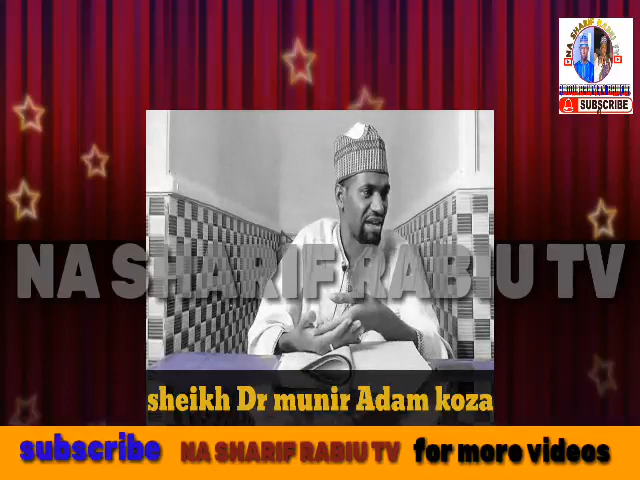 NA SHARIF RABIU TV
SUBSCRIBE
NA SHARIF RABIU TV
sheikh Dr munir Adam koza
subscribe NA SHARIF RABIU TV for more videos